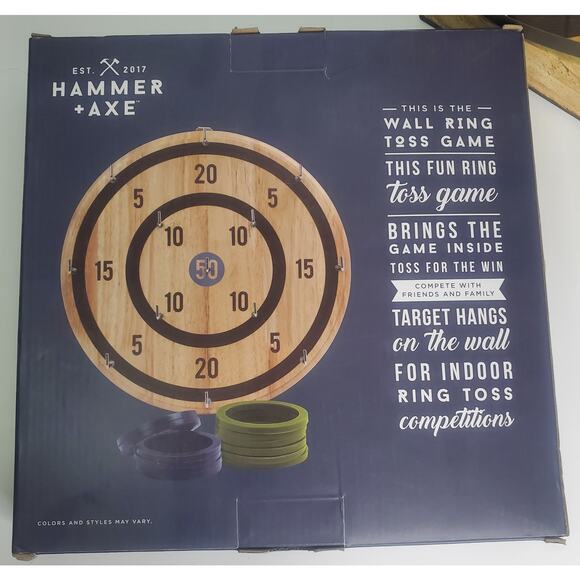 EST. 2017
HAMMER
+AXE™
20
5 5
10 10
15 50 15
10 10
5 5
20
COLORS AND STYLES MAY VARY.
— THIS IS THE —
WALL RING
TOSS GAME
THIS FUN RING
toss game
BRINGS THE
GAME INSIDE
TOSS FOR THE WIN
COMPETE WITH
FRIENDS AND FAMILY
TARGET HANGS
on the wall
FOR INDOOR
RING TOSS
competitions